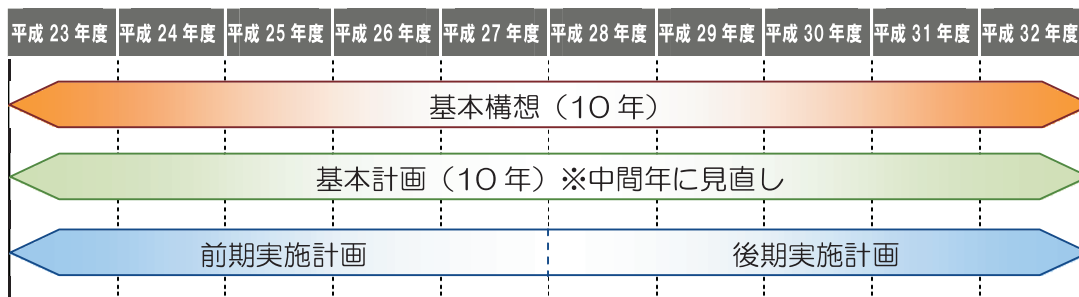 平成 23 年度 平成 24 年度 平成 25 年度 平成 26 年度 平成 27 年度 平成 28 年度 平成 29 年度 平成 30 年度 平成 31 年度 平成 32 年度
基本構想（10 年）
基本計画（10 年）※中間年に見直し
前期実施計画 後期実施計画